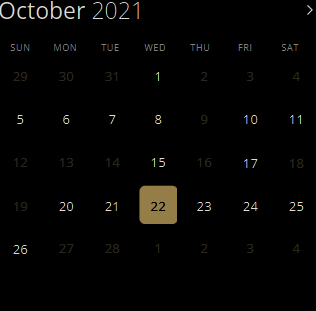 October 2021
SUN MON TUE WED THU FRI SAT
29 30 31 1 2 3 4
5 6 7 8 9 10 11
12 13 14 15 16 17 18
19 20 21 22 23 24 25
26 27 28 1 2 3 4